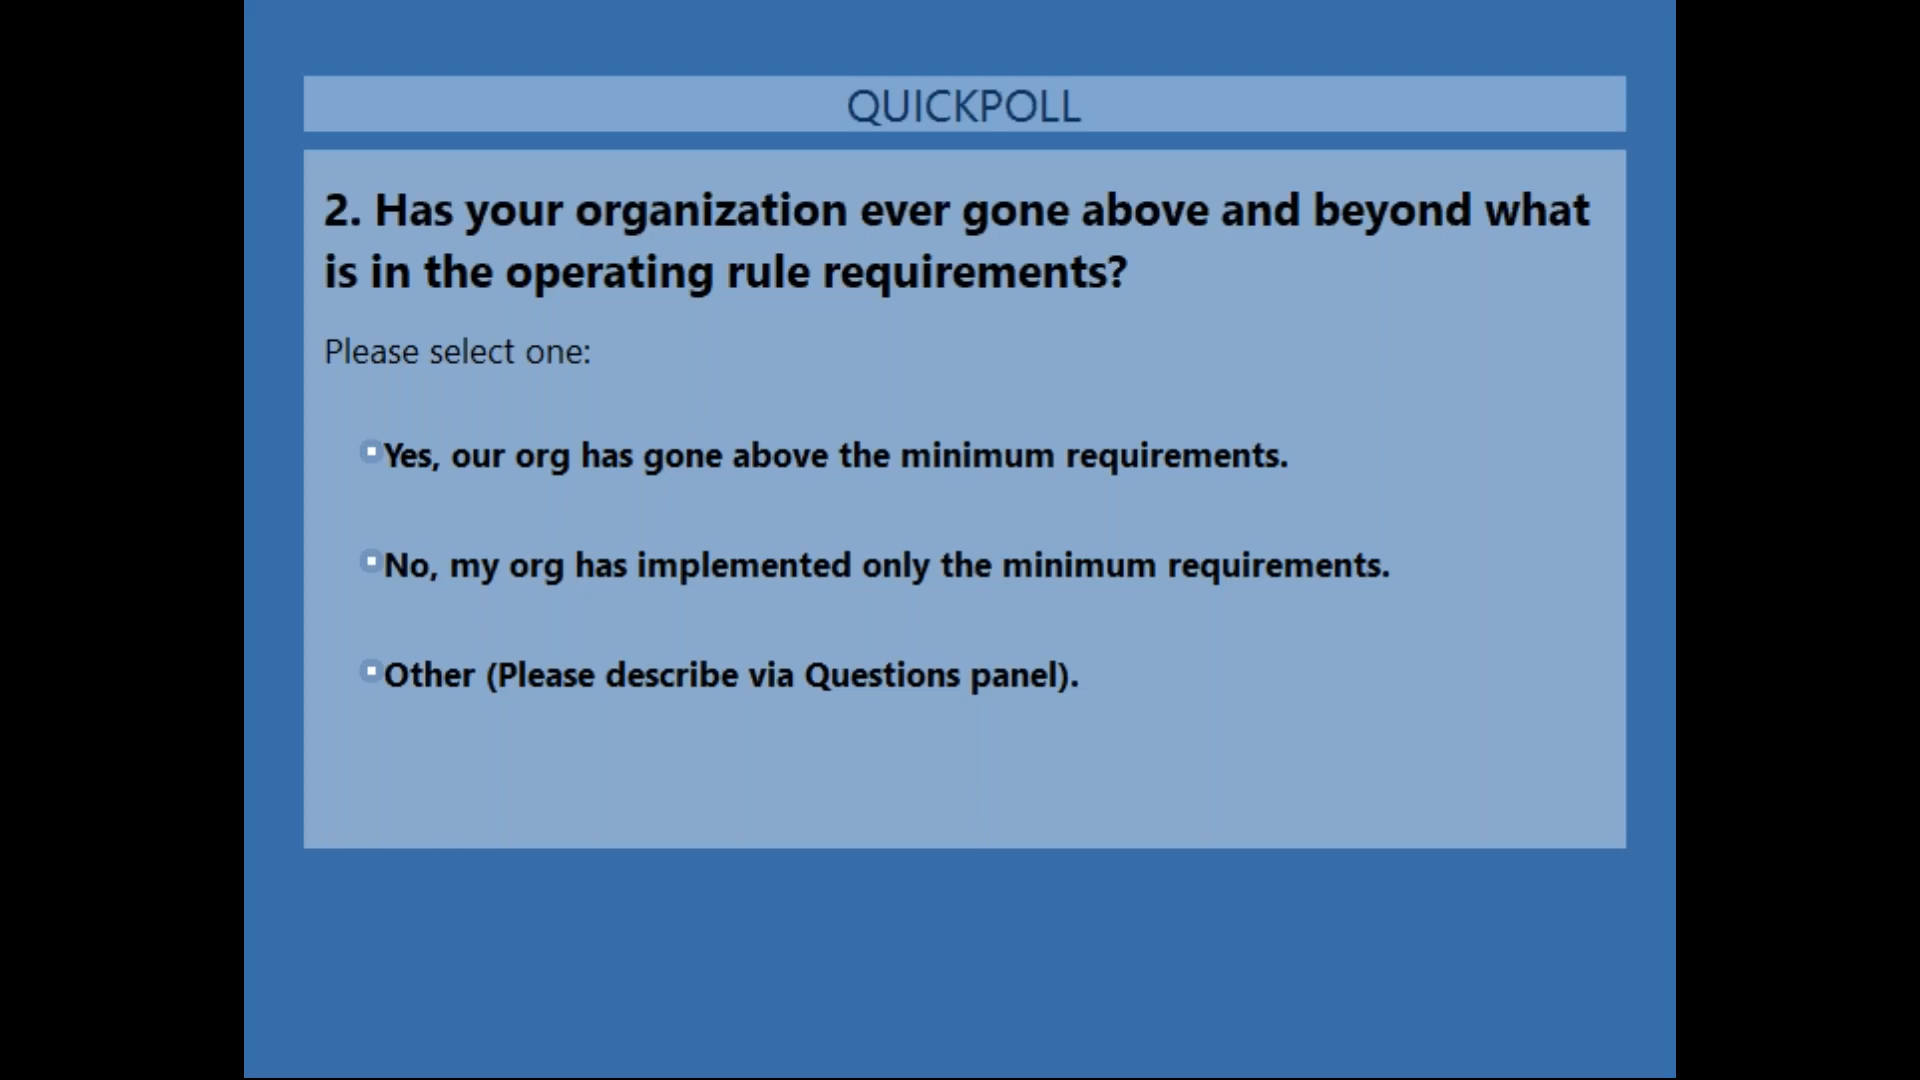 QUICKPOLL
2. Has your organization ever gone above and beyond what
is in the operating rule requirements?
Please select one:
Yes, our org has gone above the minimum requirements.
No, my org has implemented only the minimum requirements.
Other (Please describe via Questions panel).